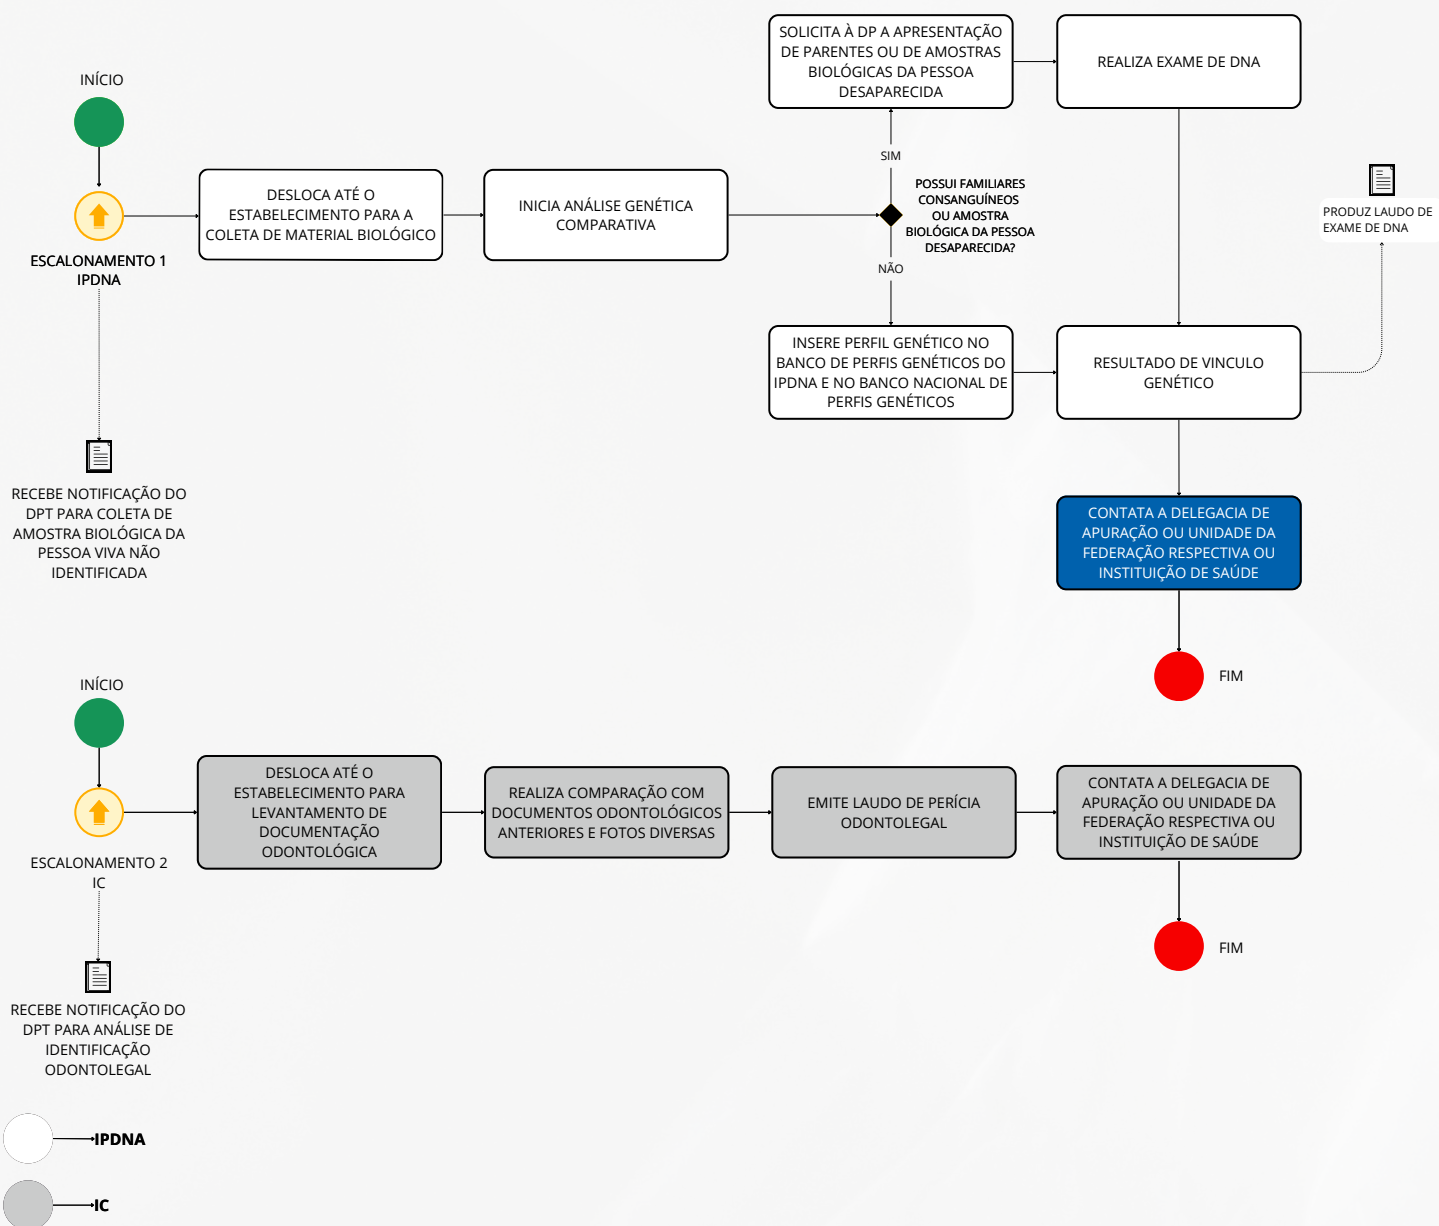 INÍCIO
ESCALONAMENTO 1
IPDNA
RECEBE NOTIFICAÇÃO DO
DPT PARA COLETA DE
AMOSTRA BIOLÓGICA DA
PESSOA VIVA NÃO
IDENTIFICADA
DESLOCA ATÉ O
ESTABELECIMENTO PARA A
COLETA DE MATERIAL BIOLÓGICO
INICIA ANÁLISE GENÉTICA
COMPARATIVA
POSSUI FAMILIARES
CONSANGUÍNEOS
OU AMOSTRA
BIOLÓGICA DA PESSOA
DESAPARECIDA?
SIM
SOLICITA À DP A APRESENTAÇÃO
DE PARENTES OU DE AMOSTRAS
BIOLÓGICAS DA PESSOA
DESAPARECIDA
REALIZA EXAME DE DNA
NÃO
INSERE PERFIL GENÉTICO NO
BANCO DE PERFIS GENÉTICOS DO
IPDNA E NO BANCO NACIONAL DE
PERFIS GENÉTICOS
RESULTADO DE VINCULO
GENÉTICO
PRODUZ LAUDO DE
EXAME DE DNA
CONTATA A DELEGACIA DE
APURAÇÃO OU UNIDADE DA
FEDERAÇÃO RESPECTIVA OU
INSTITUIÇÃO DE SAÚDE
FIM
INÍCIO
ESCALONAMENTO 2
IC
RECEBE NOTIFICAÇÃO DO
DPT PARA ANÁLISE DE
IDENTIFICAÇÃO
ODONTOLEGAL
DESLOCA ATÉ O
ESTABELECIMENTO PARA
LEVANTAMENTO DE
DOCUMENTAÇÃO
ODONTOLÓGICA
REALIZA COMPARAÇÃO COM
DOCUMENTOS ODONTOLÓGICOS
ANTERIORES E FOTOS DIVERSAS
EMITE LAUDO DE PERÍCIA
ODONTOLEGAL
CONTATA A DELEGACIA DE
APURAÇÃO OU UNIDADE DA
FEDERAÇÃO RESPECTIVA OU
INSTITUIÇÃO DE SAÚDE
FIM
IPDNA
IC